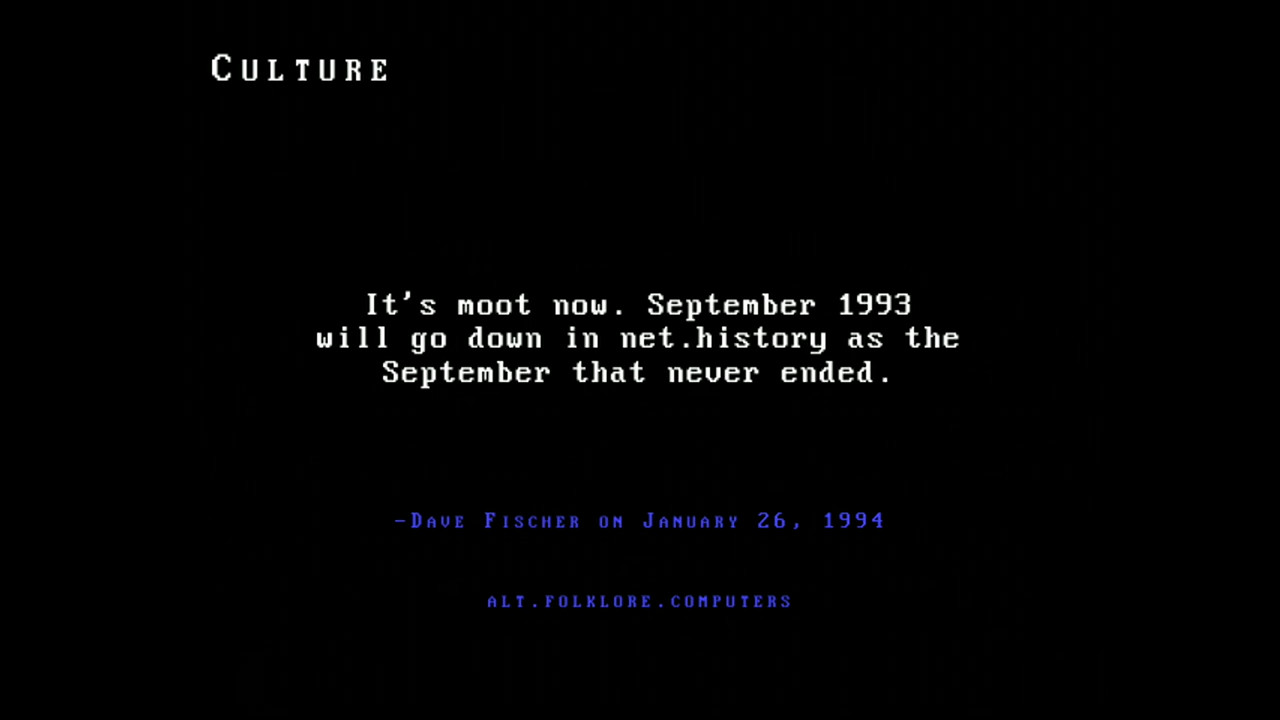 Culture
It's moot now. September 1993
will go down in net.history as the
September that never ended.
-Dave Fischer on January 26, 1994
alt.folklore.computers